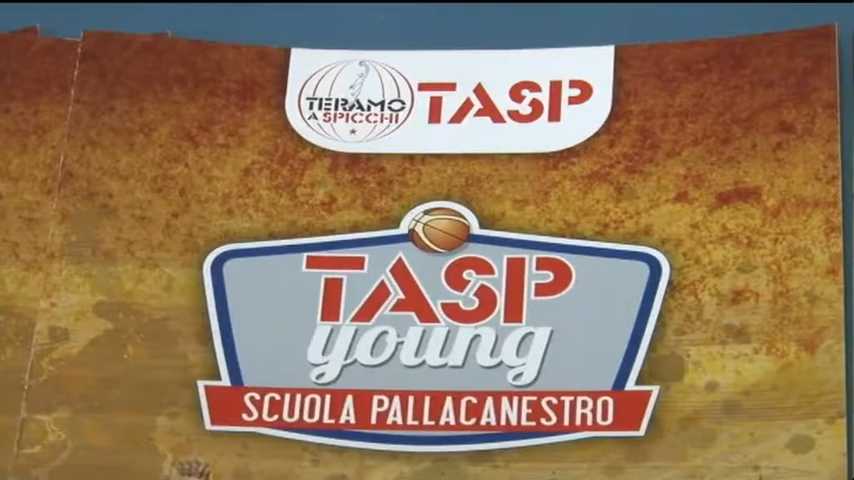 TERAMO
A SPICCHI
TASP
TASP
young
SCUOLA PALLACANESTRO